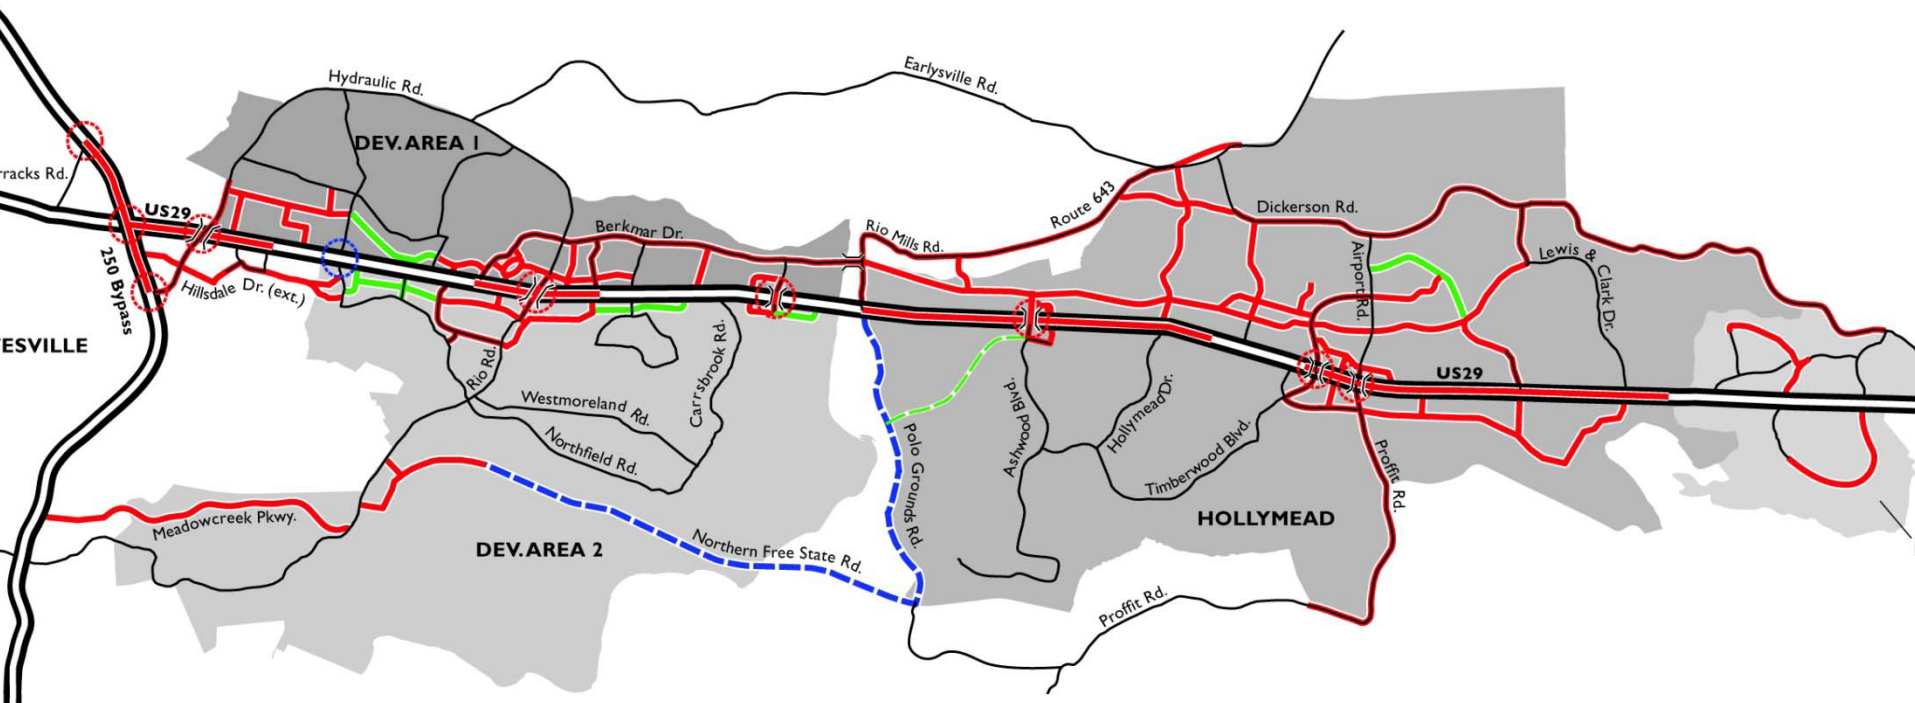 Hydraulic Rd.
Earlysville Rd.
DEV. AREA 1
rracks Rd.
US29
250 Bypass
Hillsdale Dr. (ext.)
Berkmar Dr.
Rio Mills Rd.
Route 643
Dickerson Rd.
Airport Rd.
Lewis & Clark Dr.
ESVILLE
Rio Rd.
Westmoreland Rd.
Northfield Rd.
Carrsbrook Rd.
US29
Polo Grounds Rd.
Ashwood Blvd.
Hollymead Dr.
Timberwood Blvd.
Proffit Rd.
HOLLYMEAD
Meadowcreek Pkwy.
DEV. AREA 2
Northern Free State Rd.
Proffit Rd.